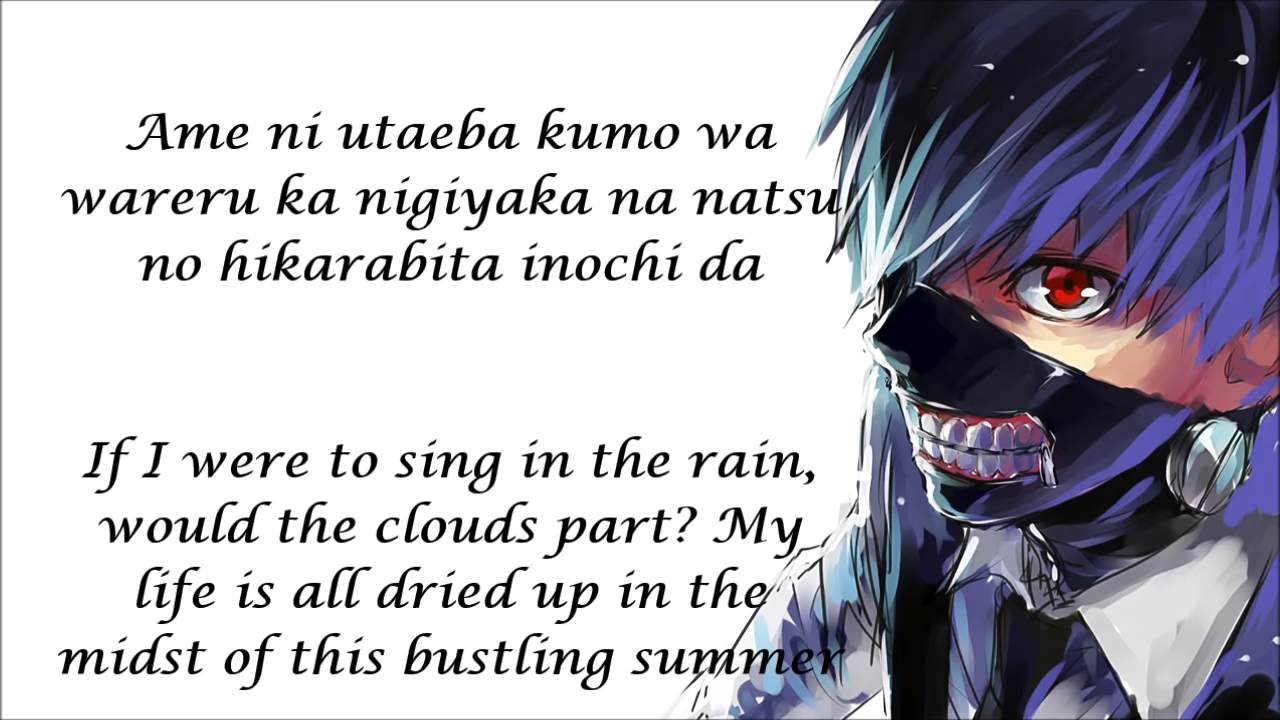 Ame ni utaeba kumo wa
wareru ka nigiyaka na natsu
no hikarabita inochi da
If I were to sing in the rain,
would the clouds part? My
life is all dried up in the
midst of this bustling summer